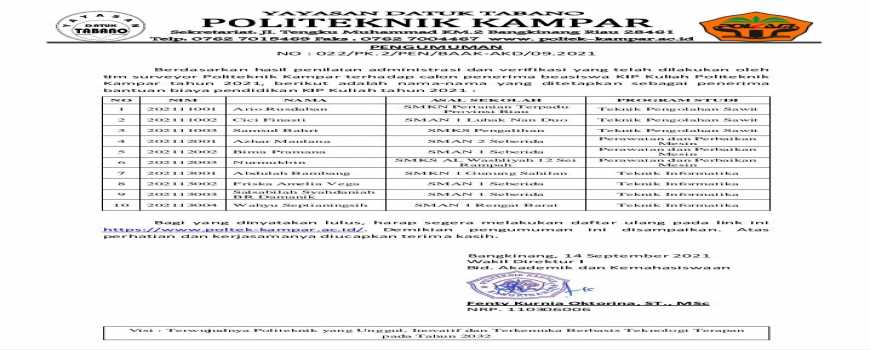 YAYASAN DATUK TABANO
POLITEKNIK KAMPAR
Sekretariat. Jl. Tengku Muhammad KM.2 Bangkinang Riau 28461
Telp. 0762 7015469 Faks . 0762 7004467 www. poltek-kampar.ac.id
YAYASAN
DATUK
TABANO
POL-KAM
PENGUMUMAN
NO : 022/PK.2/PEN/BAAK-AKD/09.2021
Berdasarkan hasil penilaian administrasi dan verifikasi yang telah dilakukan oleh
tim surveyor Politeknik Kampar terhadap calon penerima beasiswa KIP Kuliah Politeknik
Kampar tahun 2021, berikut adalah nama-nama yang ditetapkan sebagai penerima
bantuan biaya pendidikan KIP Kuliah tahun 2021 :
NO NIM NAMA ASAL SEKOLAH PROGRAM STUDI
1 202111001 Ario Rusdahan SMKN Pertanian Terpadu Provinsi Riau Teknik Pengolahan Sawit
2 202111002 Cici Finasti SMAN 1 Lubuk Nan Duo Teknik Pengolahan Sawit
3 202111003 Samsul Bahri SMKS Pengalihan Teknik Pengolahan Sawit
4 202112001 Azhar Maulana SMAN 2 Seberida Perawatan dan Perbaikan Mesin
5 202112002 Bima Pramana SMAN 1 Seberida Perawatan dan Perbaikan Mesin
6 202112003 Nurmukhin SMKS AL Washliyah 12 Sei Rampah Perawatan dan Perbaikan Mesin
7 202113001 Abdulah Bambang SMKN 1 Gunung Sahilan Teknik Informatika
8 202113002 Friska Amelia Vega SMAN 1 Seberida Teknik Informatika
9 202113003 Salsabilah Syahdaniah BR Damanik SMAN 1 Seberida Teknik Informatika
10 202113004 Wahyu Septianingsih SMAN 1 Rengat Barat Teknik Informatika
Bagi yang dinyatakan lulus, harap segera melakukan daftar ulang pada link ini
https://www.poltek-kampar.ac.id/. Demikian pengumuman ini disampaikan. Atas
perhatian dan kerjasamanya diucapkan terima kasih.
Bangkinang, 14 September 2021
Wakil Direktur I
Bid. Akademik dan Kemahasiswaan
Fenty Kurnia Oktorina, ST., MSc
NRP. 110306006
Visi : Terwujudnya Politeknik yang Unggul, Inovatif dan Terkemuka Berbasis Teknologi Terapan
pada Tahun 2032